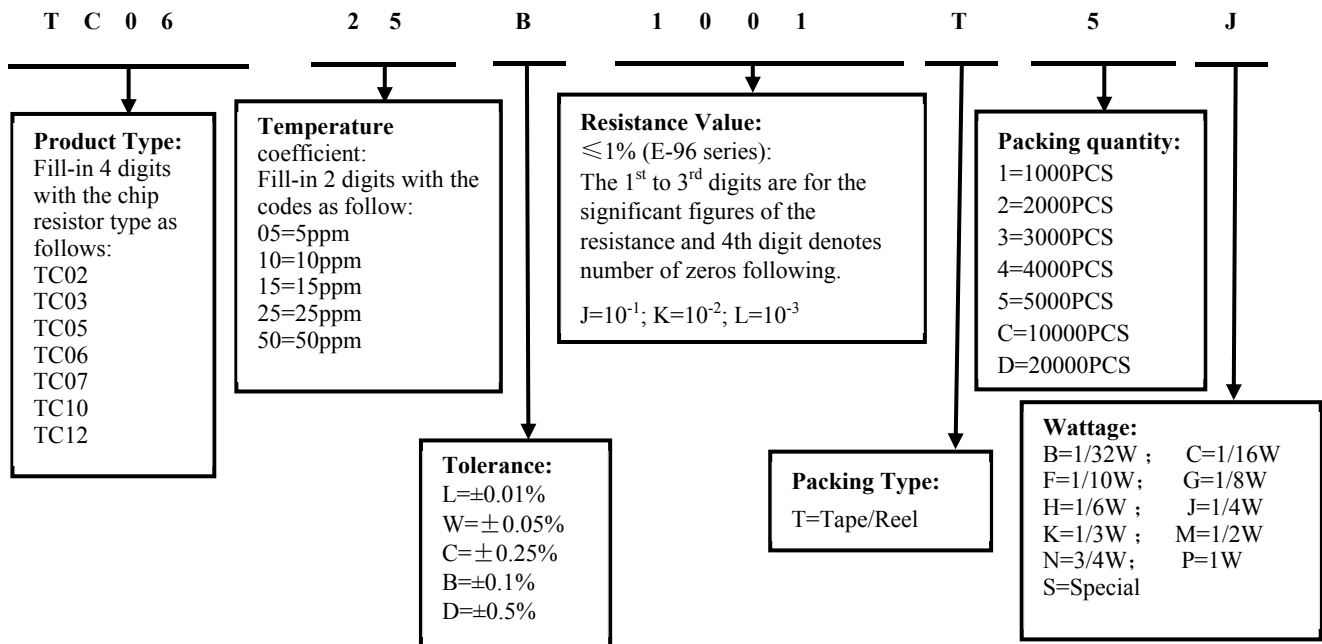 T C 0 6 2 5 B 1 0 0 1 T 5 J
Product Type:
Fill-in 4 digits
with the chip
resistor type as
follows:
TC02
TC03
TC05
TC06
TC07
TC10
TC12
Temperature
coefficient:
Fill-in 2 digits with the
codes as follow:
05=5ppm
10=10ppm
15=15ppm
25=25ppm
50=50ppm
Tolerance:
L=±0.01%
W=±0.05%
C=±0.25%
B=±0.1%
D=±0.5%
Resistance Value:
≤1% (E-96 series):
The 1st to 3rd digits are for the
significant figures of the
resistance and 4th digit denotes
number of zeros following.
J=10⁻¹; K=10⁻²; L=10⁻³
Packing Type:
T=Tape/Reel
Packing quantity:
1=1000PCS
2=2000PCS
3=3000PCS
4=4000PCS
5=5000PCS
C=10000PCS
D=20000PCS
Wattage:
B=1/32W； C=1/16W
F=1/10W； G=1/8W
H=1/6W； J=1/4W
K=1/3W； M=1/2W
N=3/4W； P=1W
S=Special